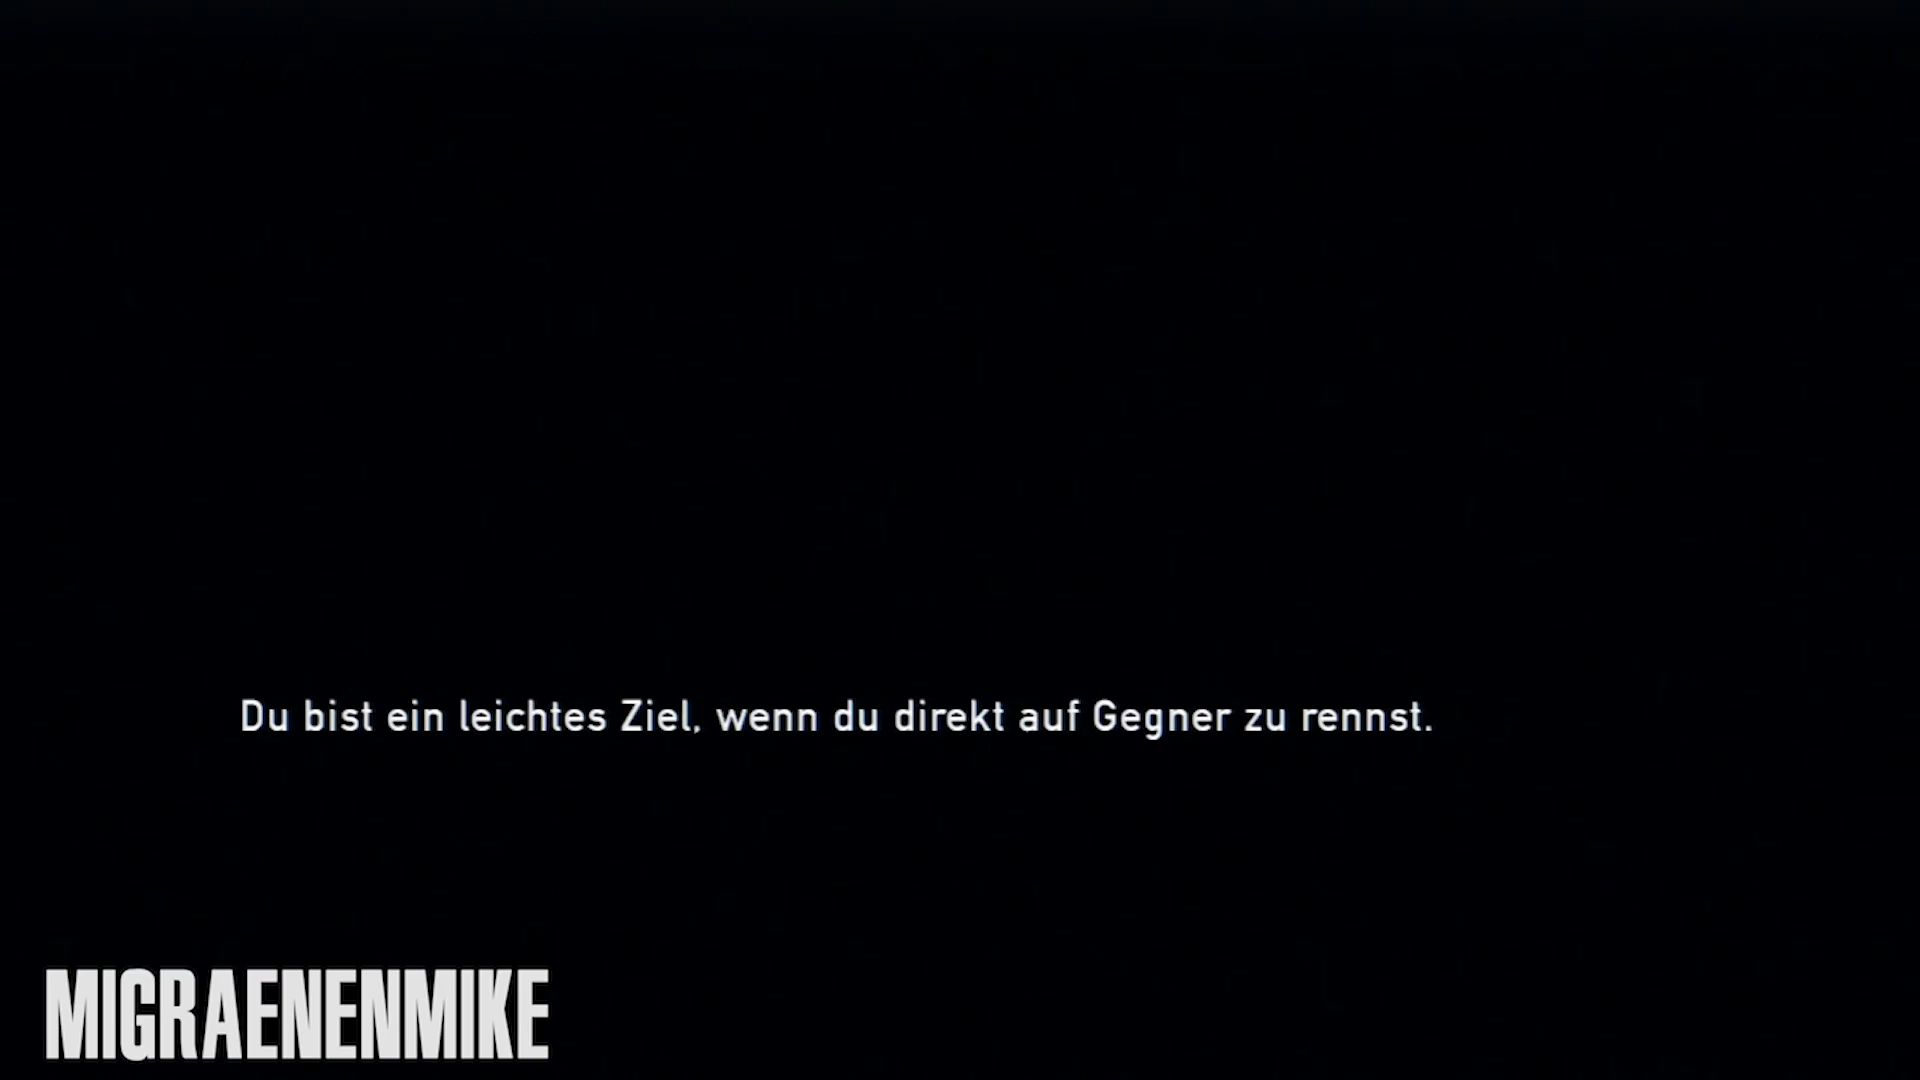 Du bist ein leichtes Ziel, wenn du direkt auf Gegner zu rennst.
MIGRAENENMIKE